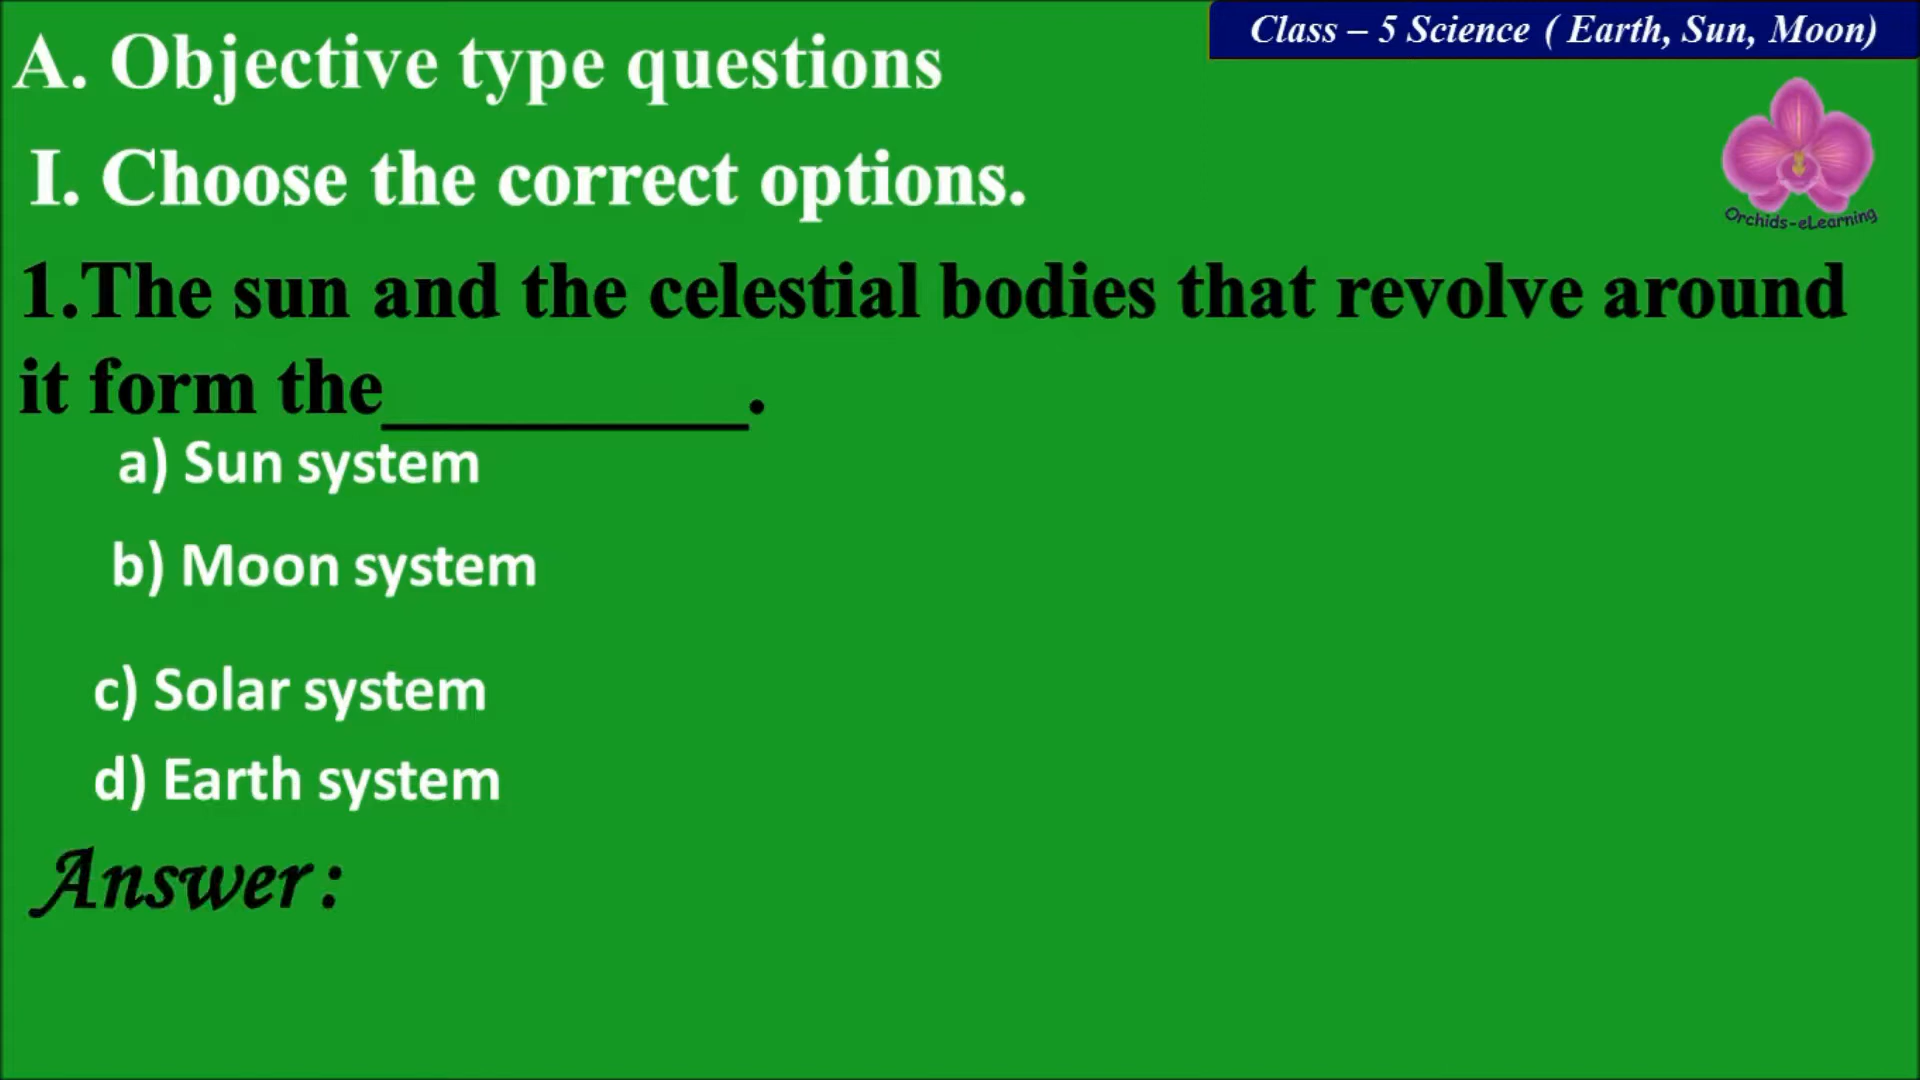 Class – 5 Science ( Earth, Sun, Moon)
A. Objective type questions
I. Choose the correct options.
Orchids-eLearning
1.The sun and the celestial bodies that revolve around
it form the__________.
a) Sun system
b) Moon system
c) Solar system
d) Earth system
Answer: